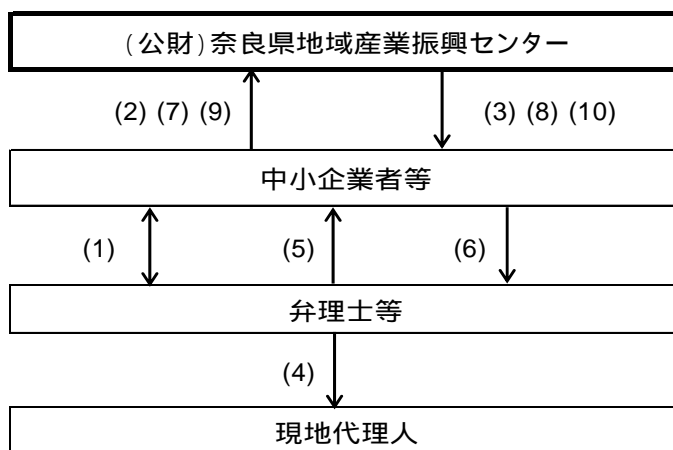 (公財)奈良県地域産業振興センター
(2) (7) (9)
(3) (8) (10)
中小企業者等
(1)
(5)
(6)
弁理士等
(4)
現地代理人